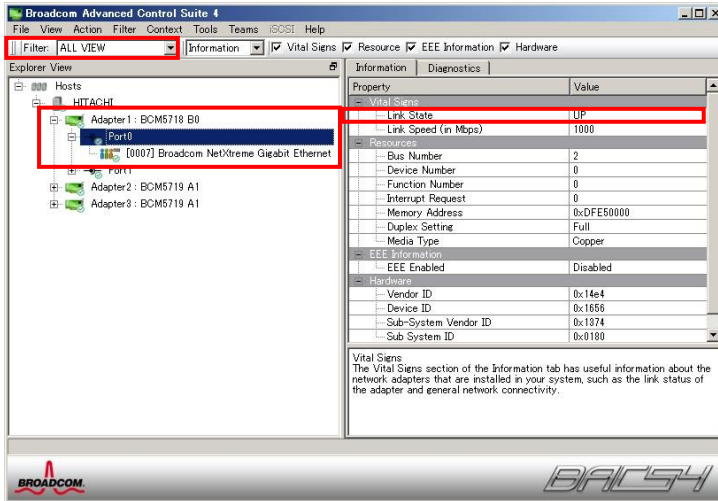 Broadcom Advanced Control Suite 4
File View Action Filter Context Tools Teams iSCSI Help
Filter: ALL VIEW Information Vital Signs Resource EEE Information Hardware
Explorer View
Hosts
HITACHI
Adapter1 : BCM5718 B0
Port0
[0007] Broadcom NetXtreme Gigabit Ethernet
Port1
Adapter2 : BCM5719 A1
Adapter3 : BCM5719 A1
Information Diagnostics
Property Value
Vital Signs
Link State UP
Link Speed (in Mbps) 1000
Resources
Bus Number 2
Device Number 0
Function Number 0
Interrupt Request 0
Memory Address 0xDFE50000
Duplex Setting Full
Media Type Copper
EEE Information
EEE Enabled Disabled
Hardware
Vendor ID 0x14e4
Device ID 0x1656
Sub-System Vendor ID 0x1374
Sub System ID 0x0180
Vital Signs
The Vital Signs section of the Information tab has useful information about the
network adapters that are installed in your system, such as the link status of
the adapter and general network connectivity.
BROADCOM.
BACS4